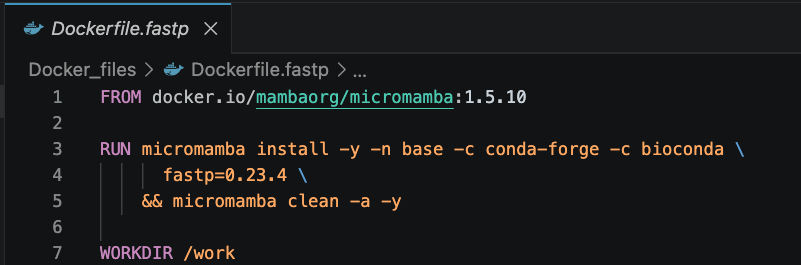 Dockerfile.fastp
Docker_files > Dockerfile.fastp > ...
1 FROM docker.io/mambaorg/micromamba:1.5.10
2
3 RUN micromamba install -y -n base -c conda-forge -c bioconda \
4 fastp=0.23.4 \
5 && micromamba clean -a -y
6
7 WORKDIR /work